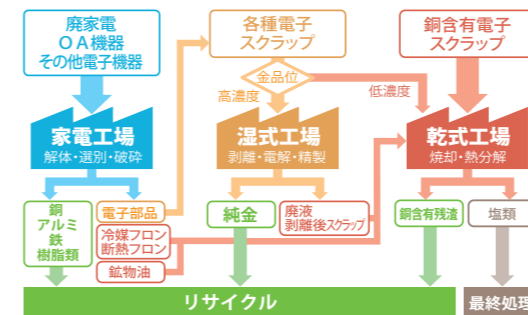 廃家電
OA機器
その他電子機器
各種電子
スクラップ
銅含有電子
スクラップ
金品位
高濃度
低濃度
家電工場
解体・選別・破砕
湿式工場
剥離・電解・精製
乾式工場
焼却・熱分解
銅
アルミ
鉄
樹脂類
電子部品
冷媒フロン
断熱フロン
鉱物油
純金
廃液
剥離後スクラップ
銅含有残渣
塩類
リサイクル
最終処理